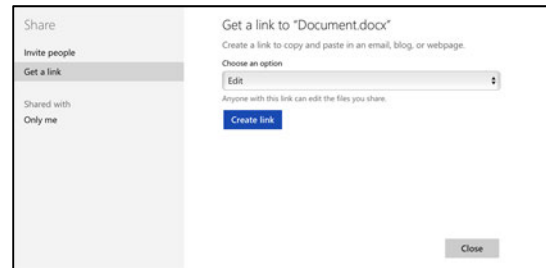 Share
Invite people
Get a link
Shared with
Only me
Get a link to "Document.docx"
Create a link to copy and paste in an email, blog, or webpage.
Choose an option
Edit
Anyone with this link can edit the files you share.
Create link
Close